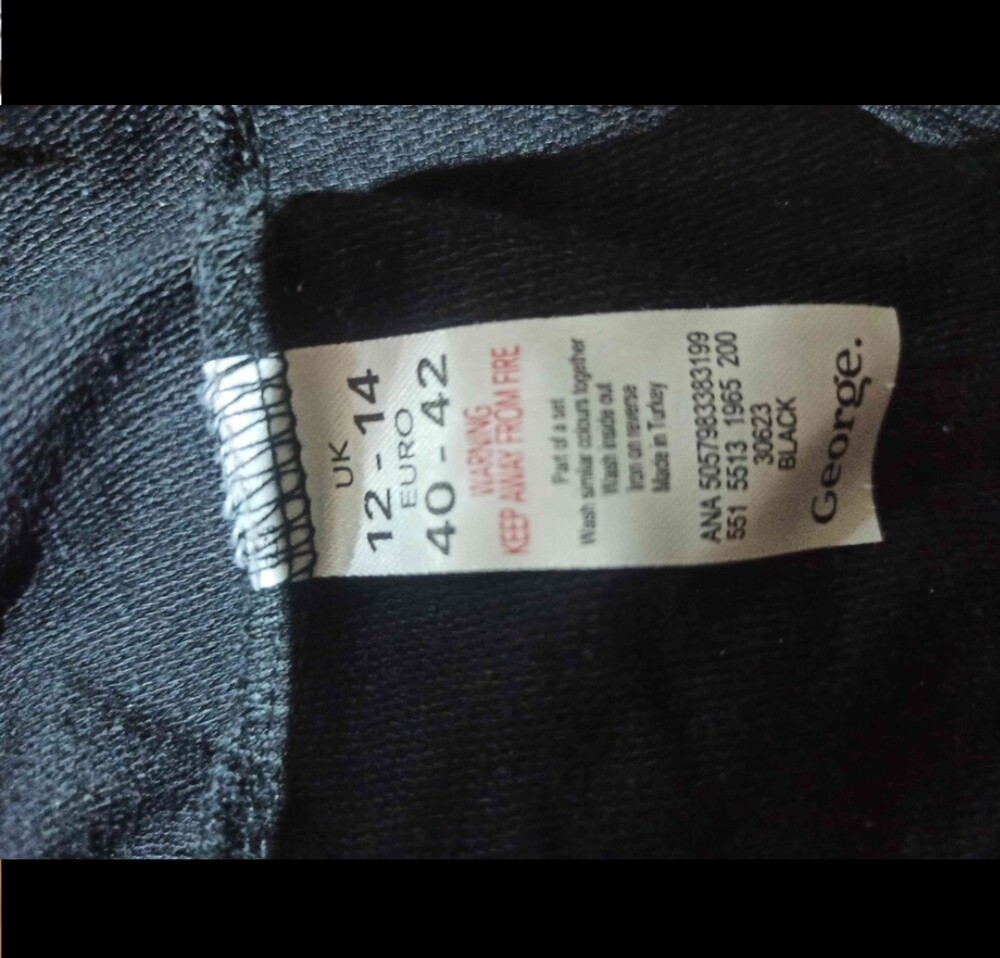 UK
12 - 14
EURO
40 - 42
WARNING
KEEP AWAY FROM FIRE
Part of a set
Wash similar colours together
Wash inside out
Iron on reverse
Made in Turkey
ANA 5057983383199
551 5513 1965 200
30623
BLACK
George.